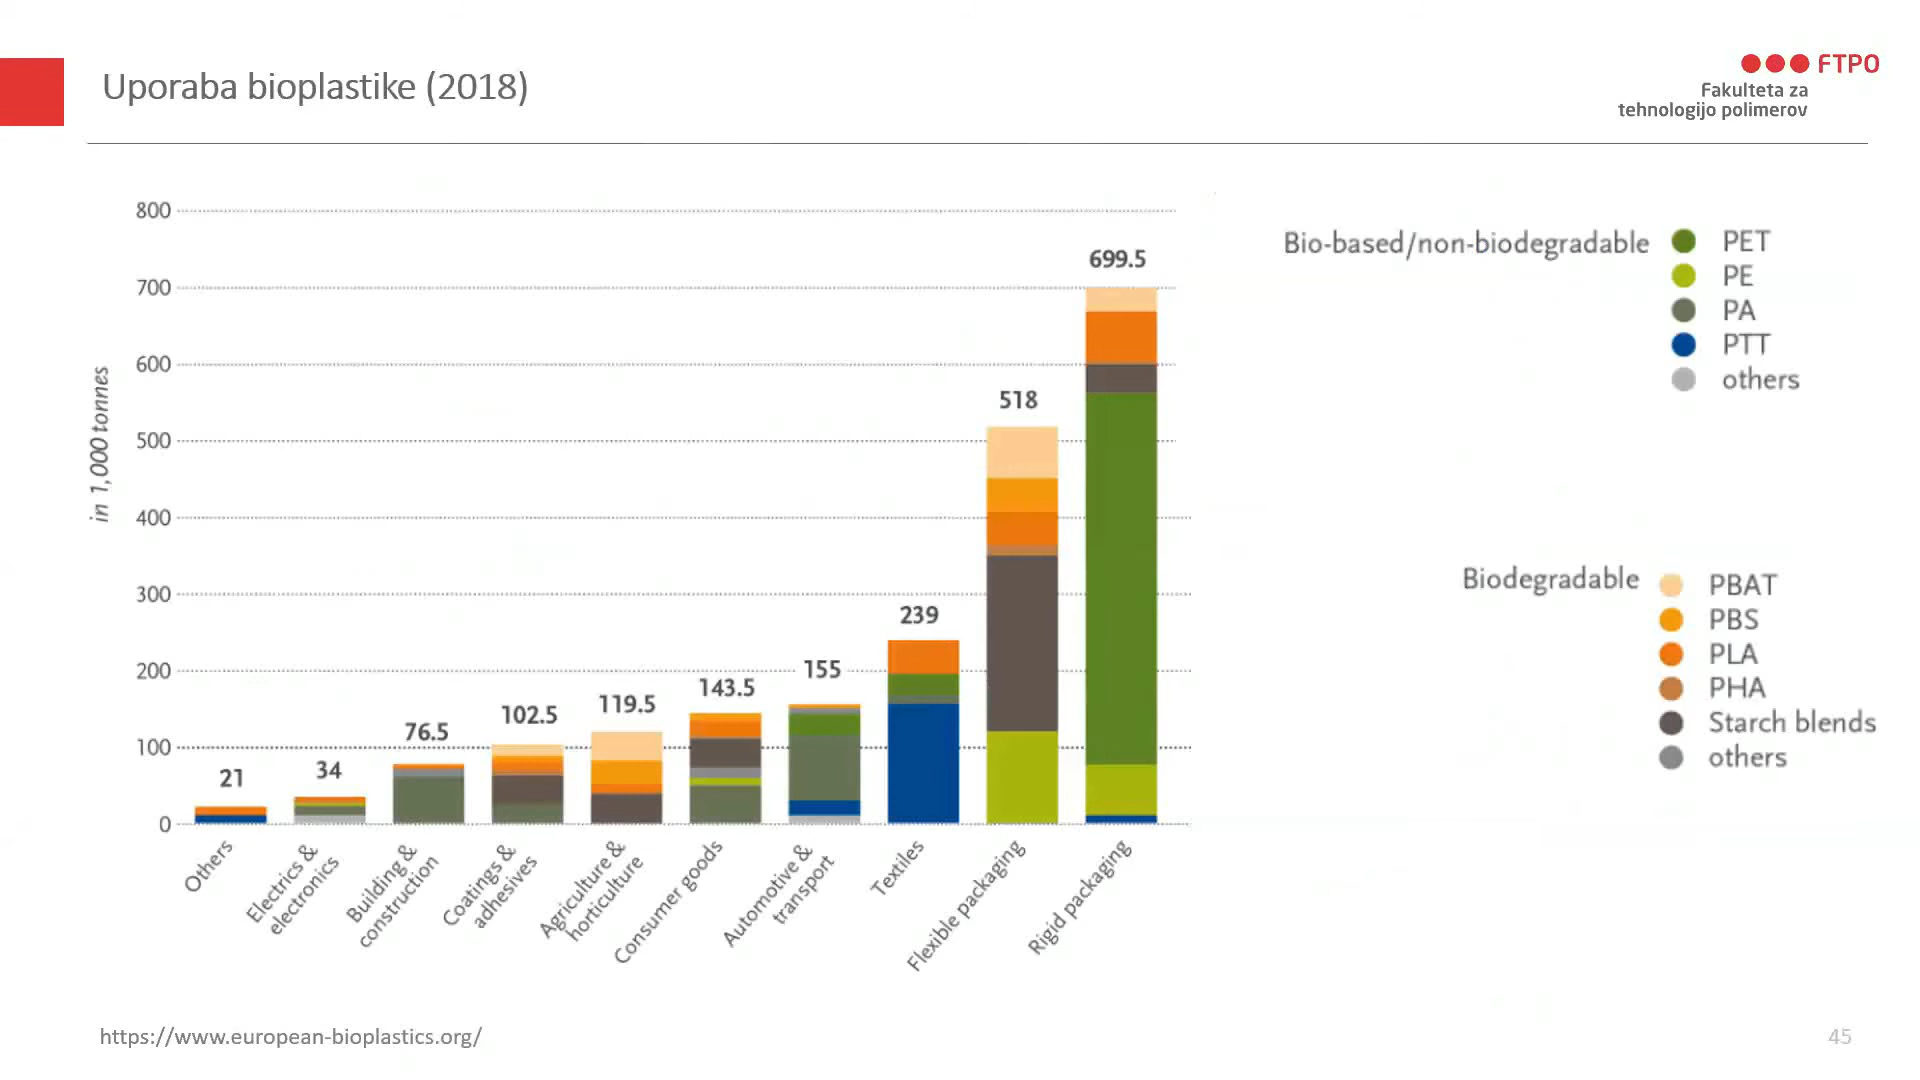 Uporaba bioplastike (2018)
FTPO
Fakulteta za
tehnologijo polimerov
in 1,000 tonnes
800
700
600
500
400
300
200
100
0
21
34
76.5
102.5
119.5
143.5
155
239
518
699.5
Others
Electrics &
electronics
Building &
construction
Coatings &
adhesives
Agriculture &
horticulture
Consumer goods
Automotive &
transport
Textiles
Flexible packaging
Rigid packaging
Bio-based/non-biodegradable
PET
PE
PA
PTT
others
Biodegradable
PBAT
PBS
PLA
PHA
Starch blends
others
https://www.european-bioplastics.org/
45